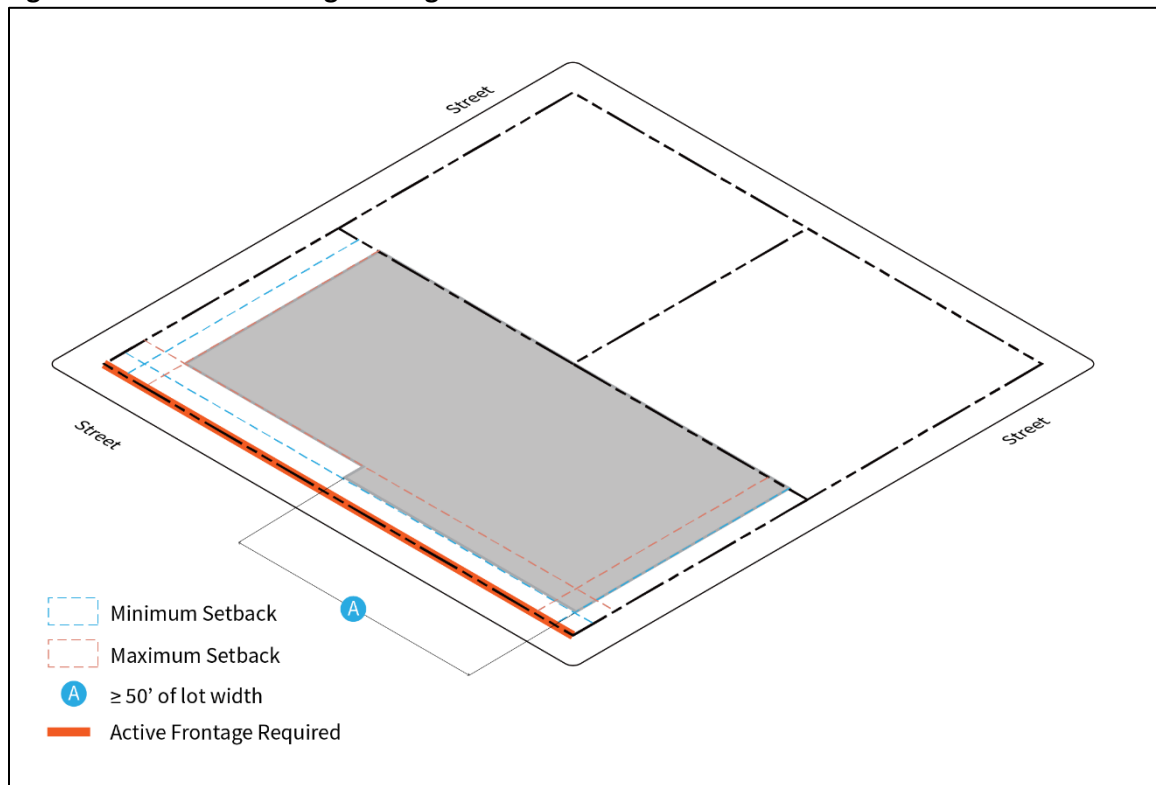 Street
Street
Street
A
Minimum Setback
Maximum Setback
A ≥ 50’ of lot width
Active Frontage Required